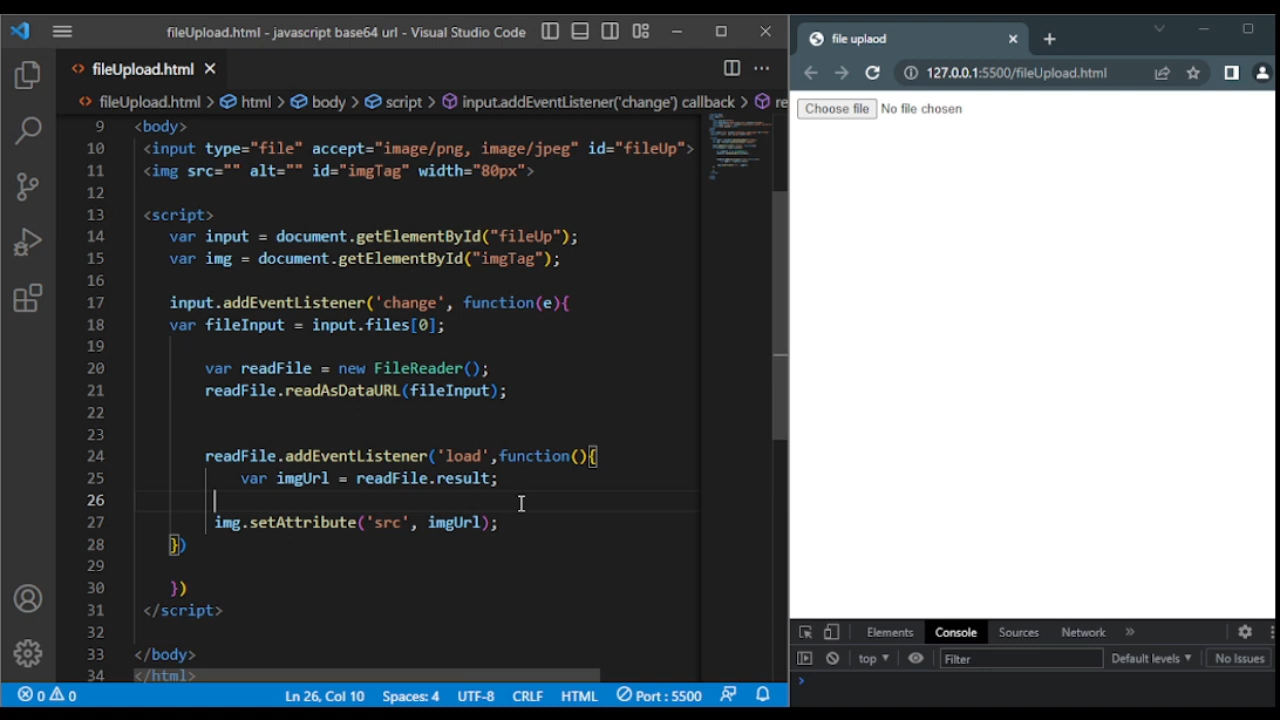 fileUpload.html - javascript base64 url - Visual Studio Code
fileUpload.html
fileUpload.html > html > body > script > input.addEventListener('change') callback > re
9 <body>
10 <input type="file" accept="image/png, image/jpeg" id="fileUp">
11 <img src="" alt="" id="imgTag" width="80px">
12
13 <script>
14 var input = document.getElementById("fileUp");
15 var img = document.getElementById("imgTag");
16
17 input.addEventListener('change', function(e){
18 var fileInput = input.files[0];
19
20 var readFile = new FileReader();
21 readFile.readAsDataURL(fileInput);
22
23
24 readFile.addEventListener('load',function(){
25 var imgUrl = readFile.result;
26
27 img.setAttribute('src', imgUrl);
28 })
29
30 })
31 </script>
32
33 </body>
34 </html>
0 0 Ln 26, Col 10 Spaces: 4 UTF-8 CRLF HTML Port : 5500
file uplaod
127.0.0.1:5500/fileUpload.html
Choose file No file chosen
Elements Console Sources Network »
top Filter Default levels No Issues